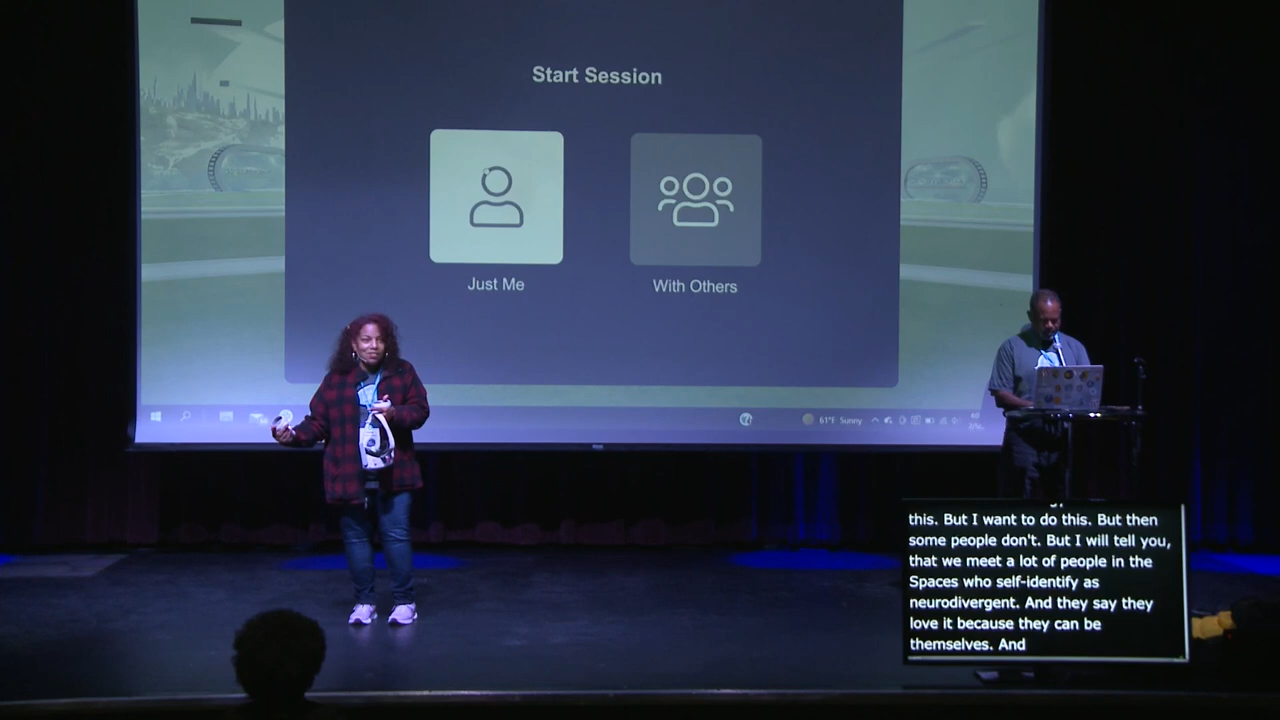 Start Session
Just Me
With Others
61°F Sunny
this. But I want to do this. But then
some people don't. But I will tell you,
that we meet a lot of people in the
Spaces who self-identify as
neurodivergent. And they say they
love it because they can be
themselves. And